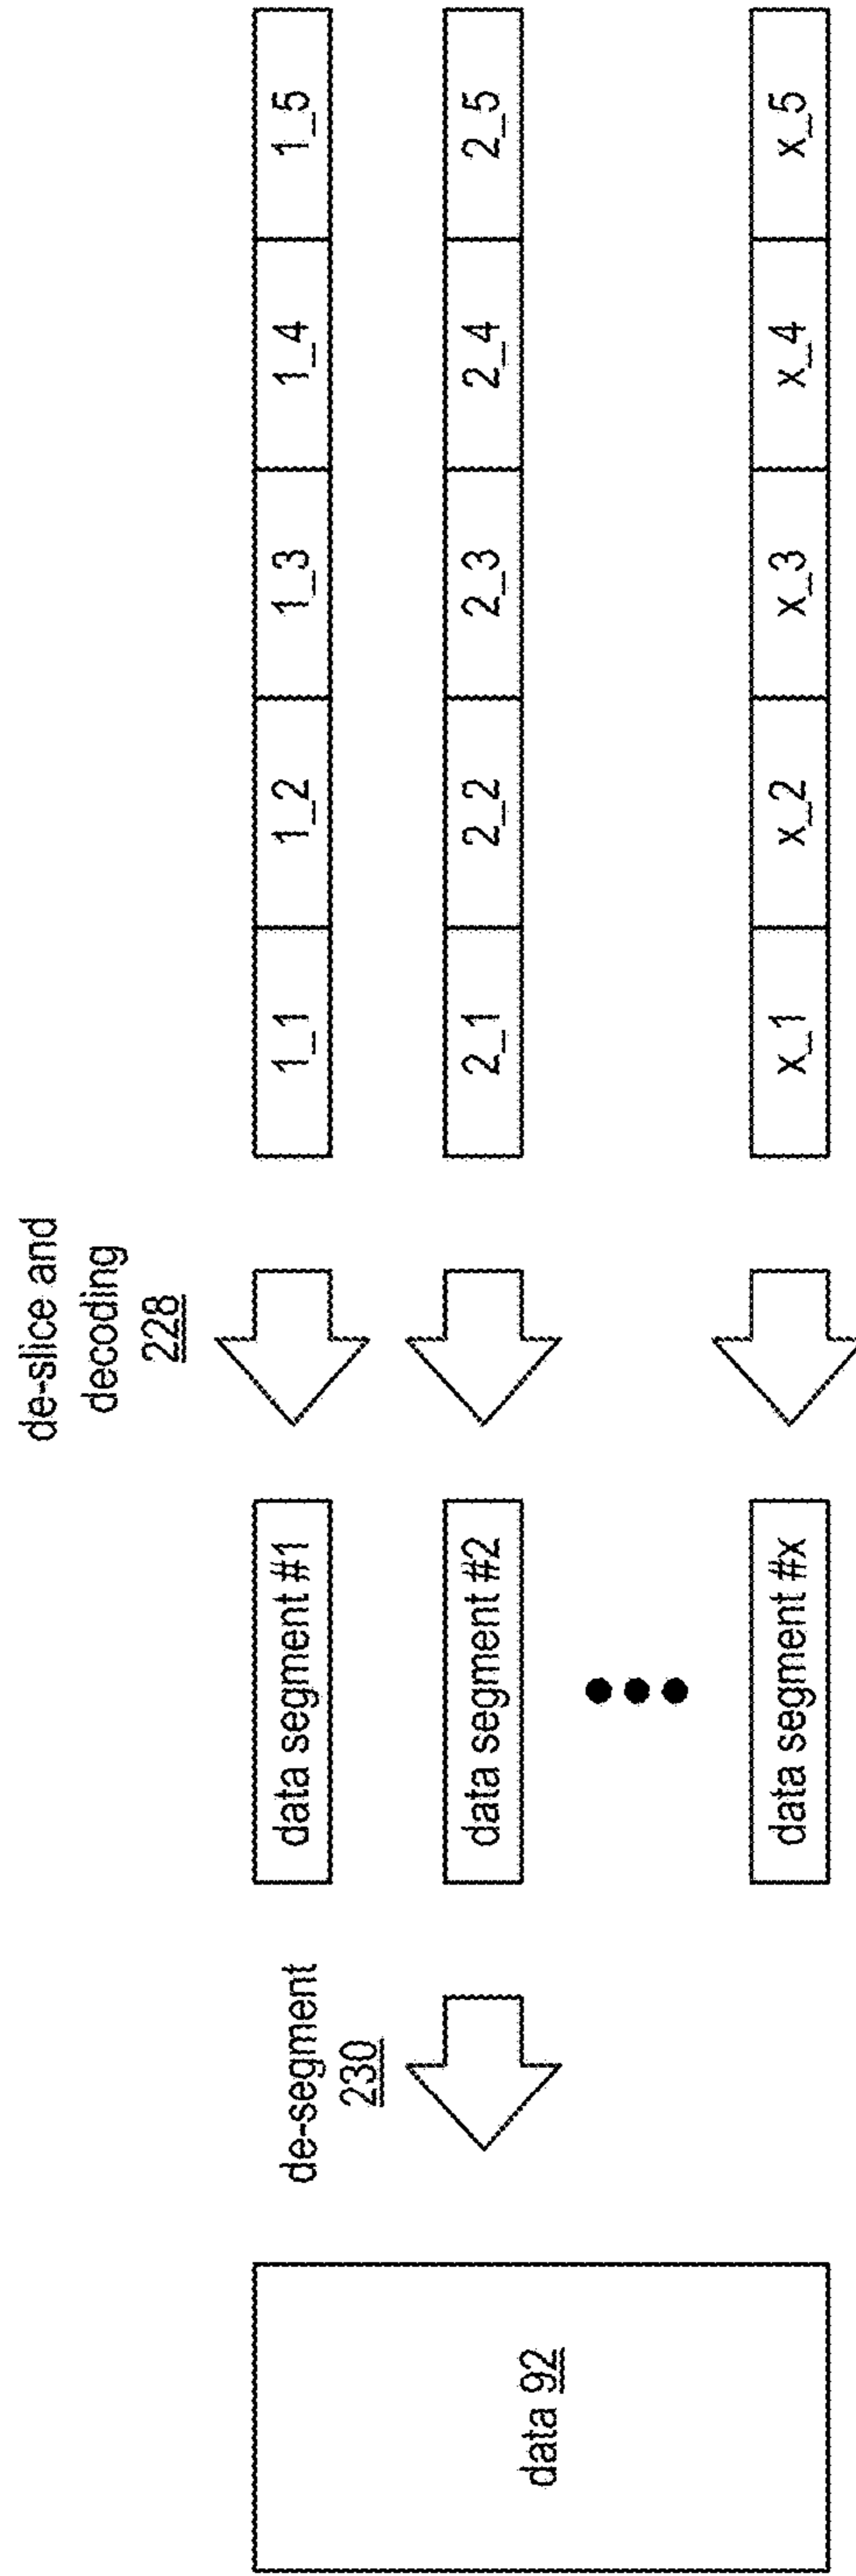 de-slice and
decoding
228
de-segment
230
data 92
data segment #1
1_1
1_2
1_3
1_4
1_5
data segment #2
2_1
2_2
2_3
2_4
2_5
data segment #x
x_1
x_2
x_3
x_4
x_5